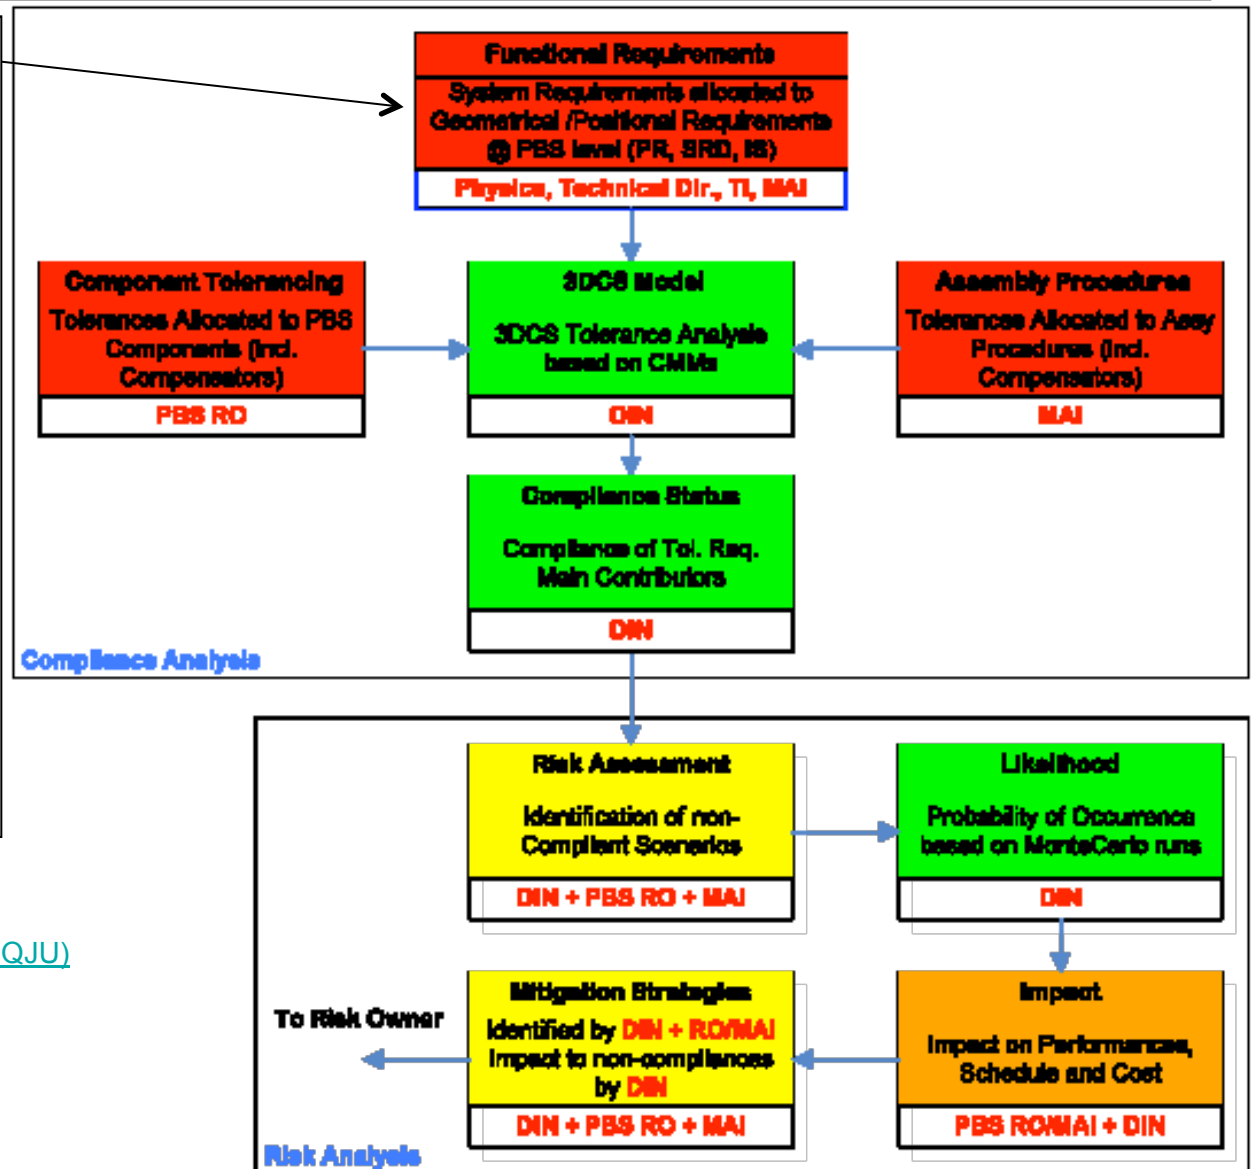 Functional Requirements
System Requirements allocated to
Geometrical /Positional Requirements
@ PBS level (PR, SRD, IS)
Physics, Technical Dir., TI, MAI
Component Tolerancing
Tolerances Allocated to PBS
Components (incl.
Compensators)
PBS RO
3DCS Model
3DCS Tolerance Analysis
based on CMMs
DIN
Assembly Procedures
Tolerances Allocated to Assy
Procedures (incl.
Compensators)
MAI
Compliance Status
Compliance of Tol. Req.
Main Contributors
DIN
Compliance Analysis
Risk Assessment
Identification of non-
Compliant Scenarios
DIN + PBS RO + MAI
Likelihood
Probability of Occurrence
based on MonteCarlo runs
DIN
QJU)
To Risk Owner
Mitigation Strategies
Identified by DIN + RO/MAI
Impact to non-compliances
by DIN
DIN + PBS RO + MAI
Impact
Impact on Performances,
Schedule and Cost
PBS RO/MAI + DIN
Risk Analysis